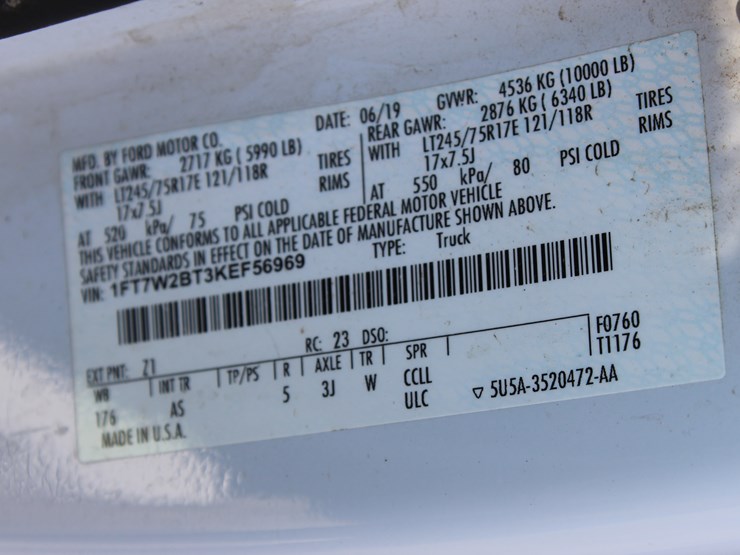 MFD. BY FORD MOTOR CO.
DATE: 06/19 GVWR: 4536 KG (10000 LB)
FRONT GAWR: 2717 KG ( 5990 LB)
REAR GAWR: 2876 KG ( 6340 LB)
WITH LT245/75R17E 121/118R TIRES
WITH LT245/75R17E 121/118R TIRES
17x7.5J RIMS
17x7.5J RIMS
AT 520 kPa/ 75 PSI COLD
AT 550 kPa/ 80 PSI COLD
THIS VEHICLE CONFORMS TO ALL APPLICABLE FEDERAL MOTOR VEHICLE
SAFETY STANDARDS IN EFFECT ON THE DATE OF MANUFACTURE SHOWN ABOVE.
VIN: 1FT7W2BT3KEF56969 TYPE: Truck
EXT PNT: Z1 RC: 23 DSO: F0760
WB INT TR TP/PS R AXLE TR SPR T1176
176 AS 5 3J W CCLL
ULC 5U5A-3520472-AA
MADE IN U.S.A.